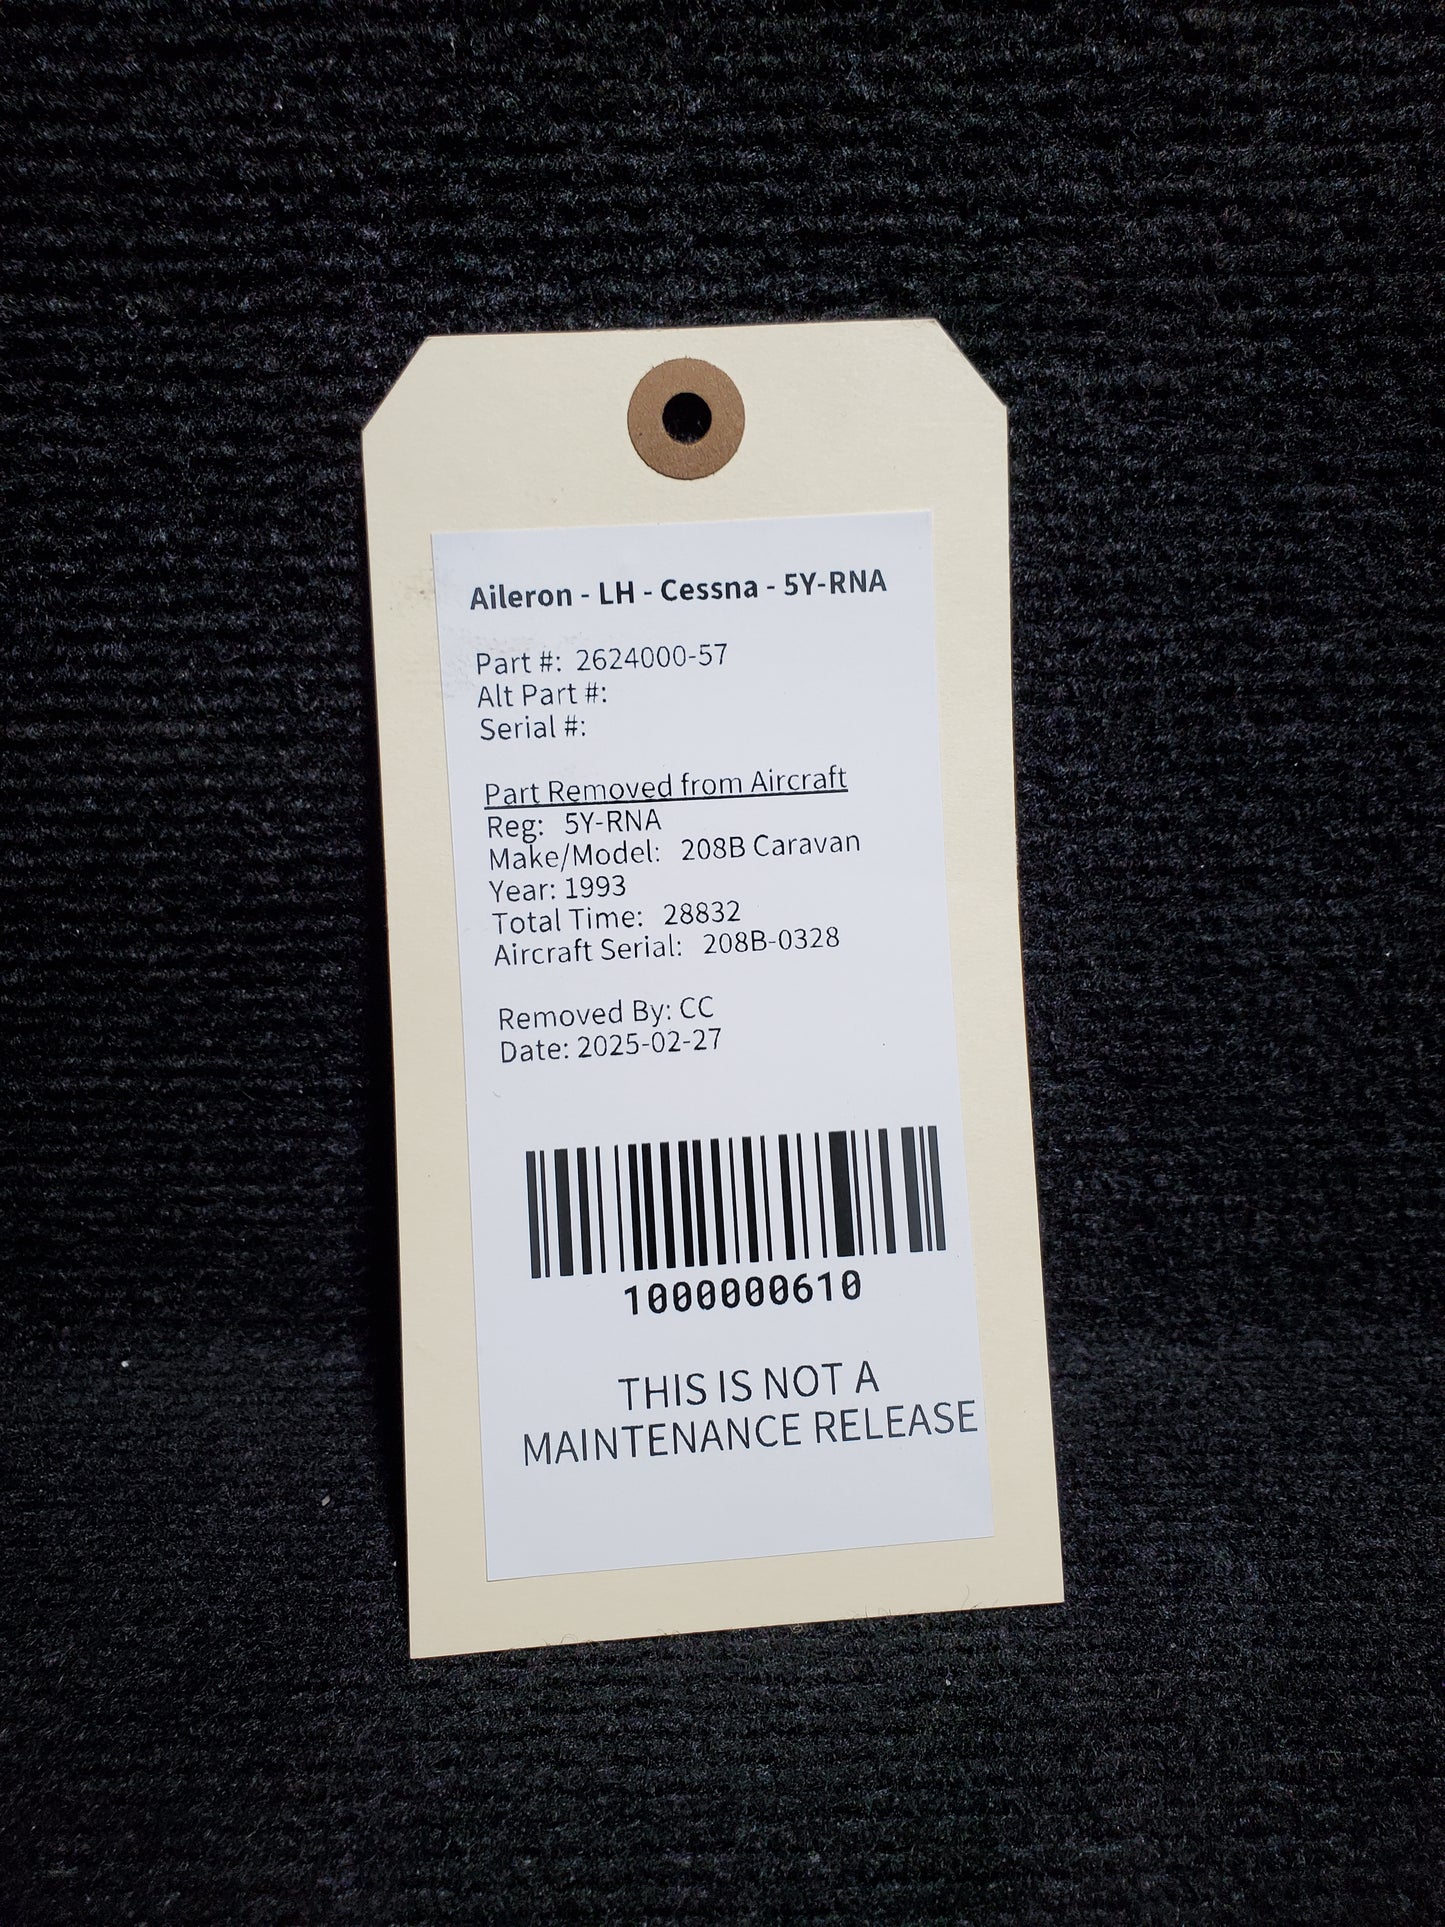 Aileron - LH - Cessna - 5Y-RNA
Part #: 2624000-57
Alt Part #:
Serial #:
Part Removed from Aircraft
Reg: 5Y-RNA
Make/Model: 208B Caravan
Year: 1993
Total Time: 28832
Aircraft Serial: 208B-0328
Removed By: CC
Date: 2025-02-27
1000000610
THIS IS NOT A
MAINTENANCE RELEASE